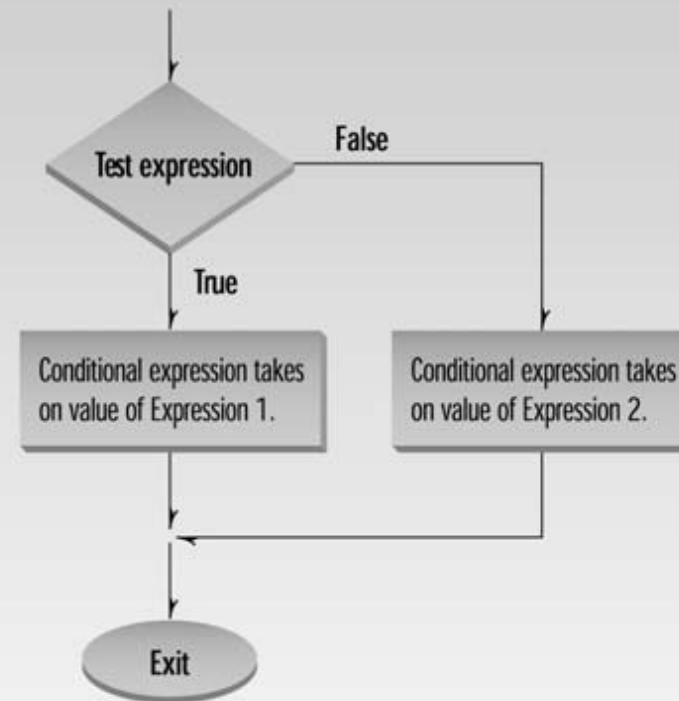 Test expression
False
True
Conditional expression takes
on value of Expression 1.
Conditional expression takes
on value of Expression 2.
Exit